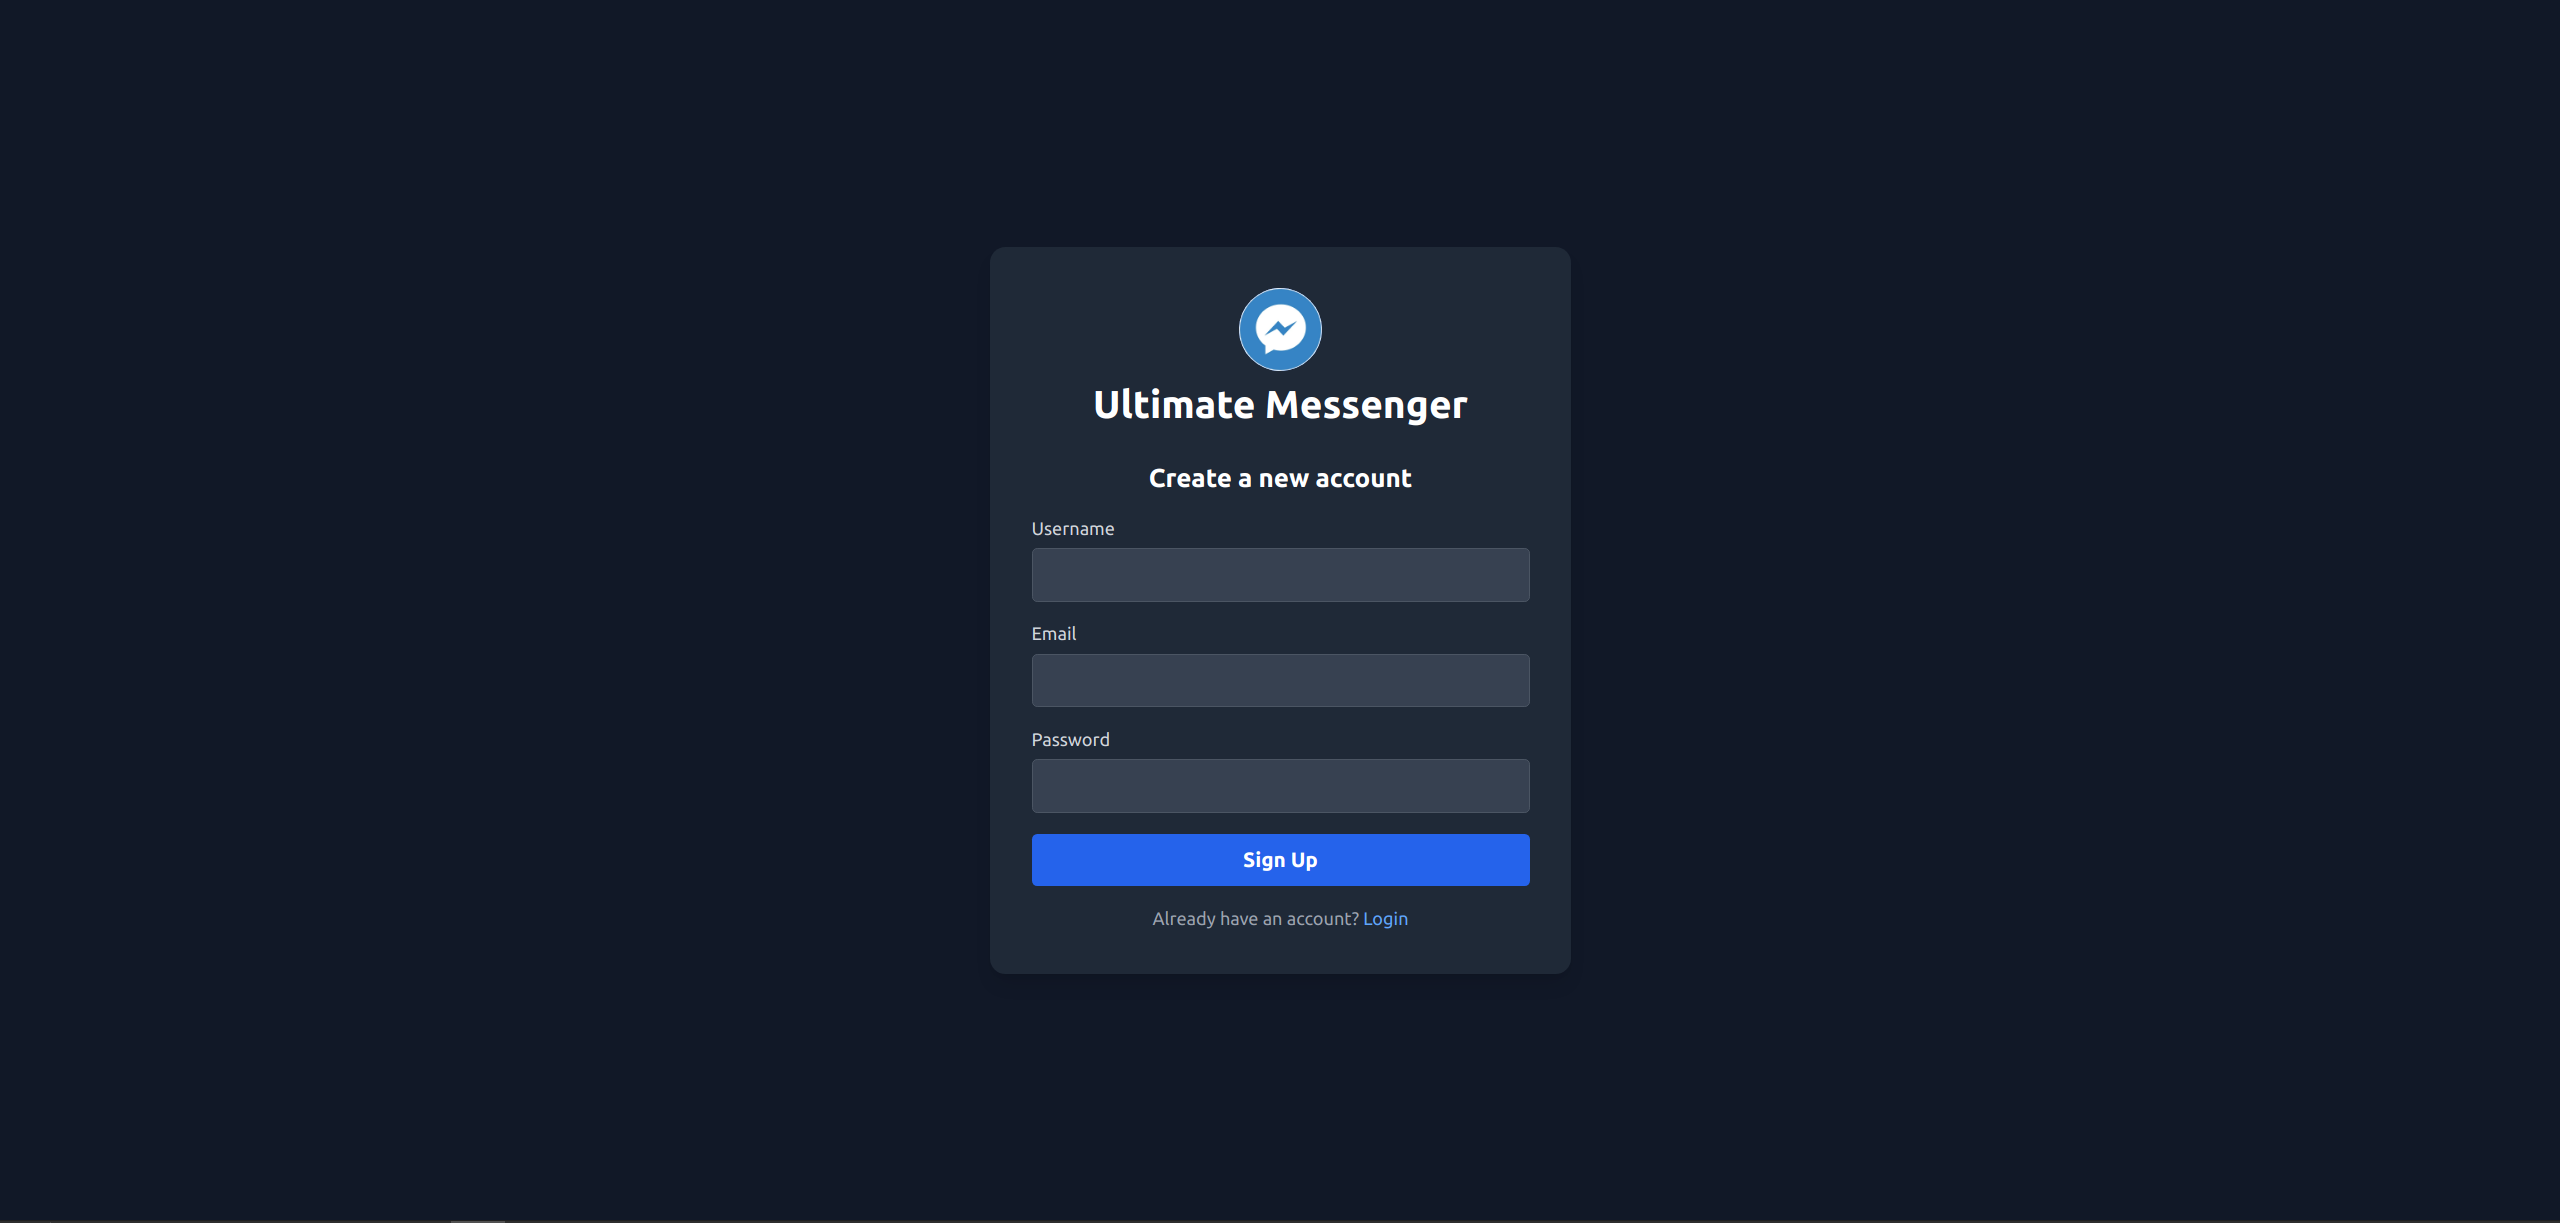 Ultimate Messenger
Create a new account
Username
Email
Password
Sign Up
Already have an account? Login